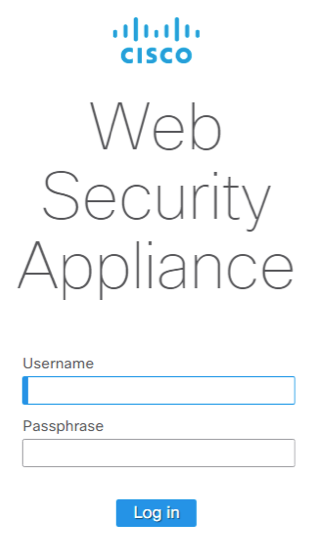 CISCO
Web
Security
Appliance
Username
Passphrase
Log in